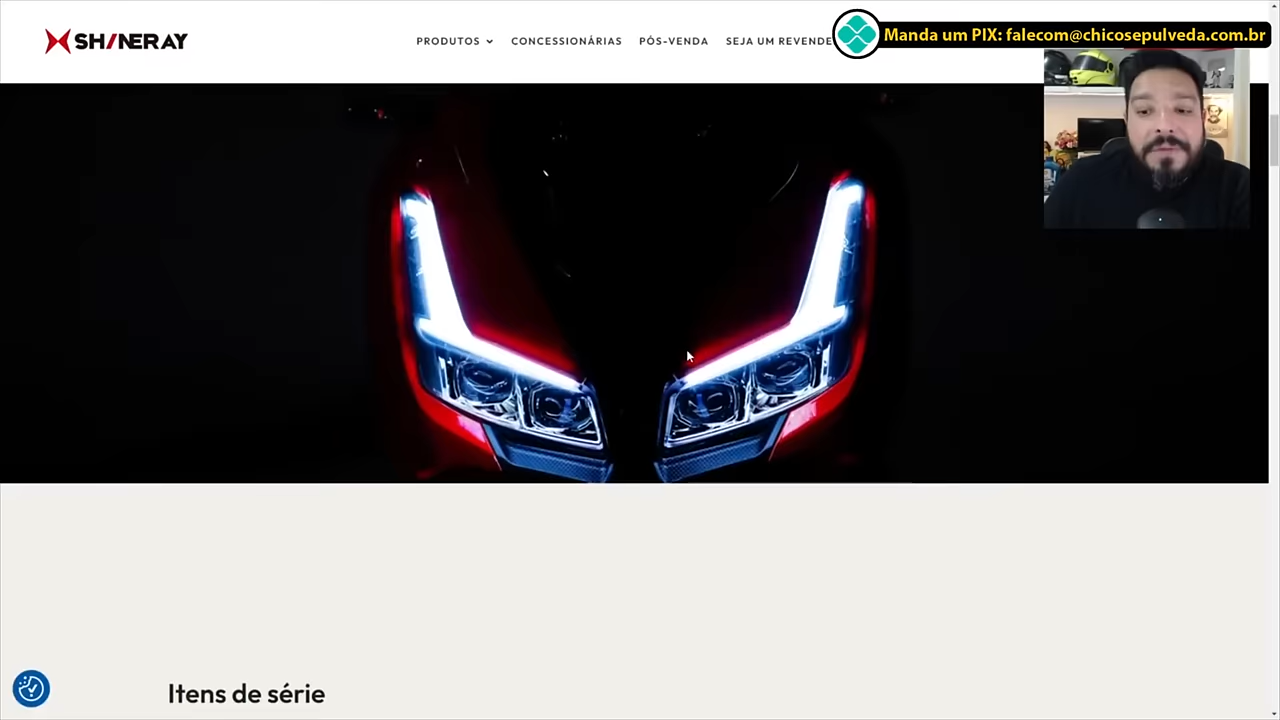 SHINERAY
PRODUTOS
CONCESSIONÁRIAS
PÓS-VENDA
SEJA UM REVENDE
Manda um PIX: falecom@chicosepulveda.com.br
Itens de série